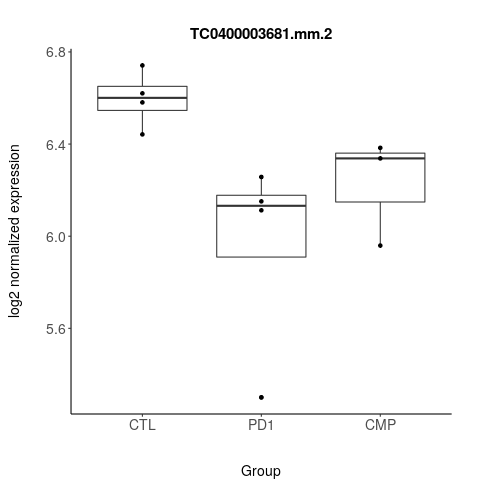 TC0400003681.mm.2
log2 normalized expression
6.8
6.4
6.0
5.6
CTL PD1 CMP
Group